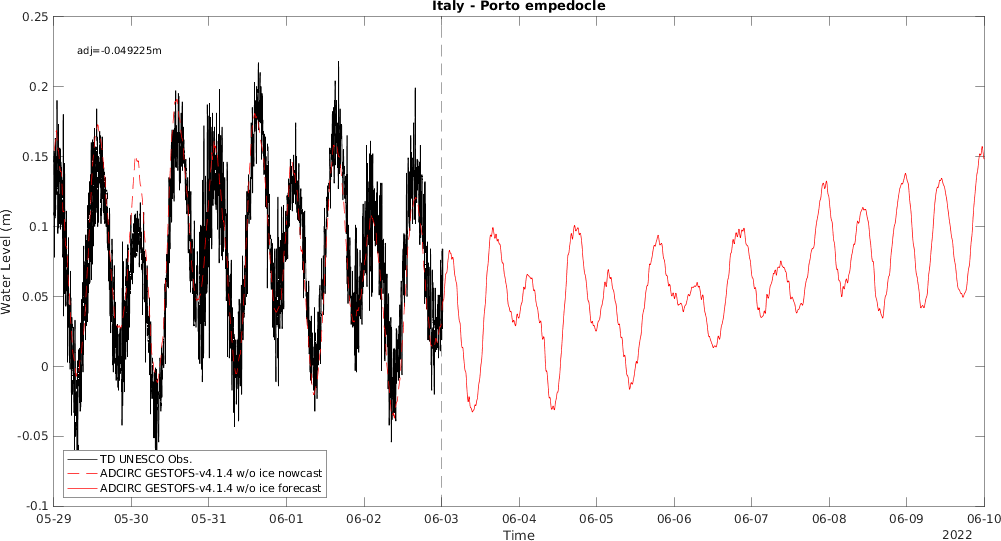 Italy - Porto empedocle
0.25
adj=-0.049225m
0.2
0.15
0.1
0.05
0
-0.05
-0.1
Water Level (m)
TD UNESCO Obs.
ADCIRC GESTOFS-v4.1.4 w/o ice nowcast
ADCIRC GESTOFS-v4.1.4 w/o ice forecast
05-29 05-30 05-31 06-01 06-02 06-03 06-04 06-05 06-06 06-07 06-08 06-09 06-10
Time
2022